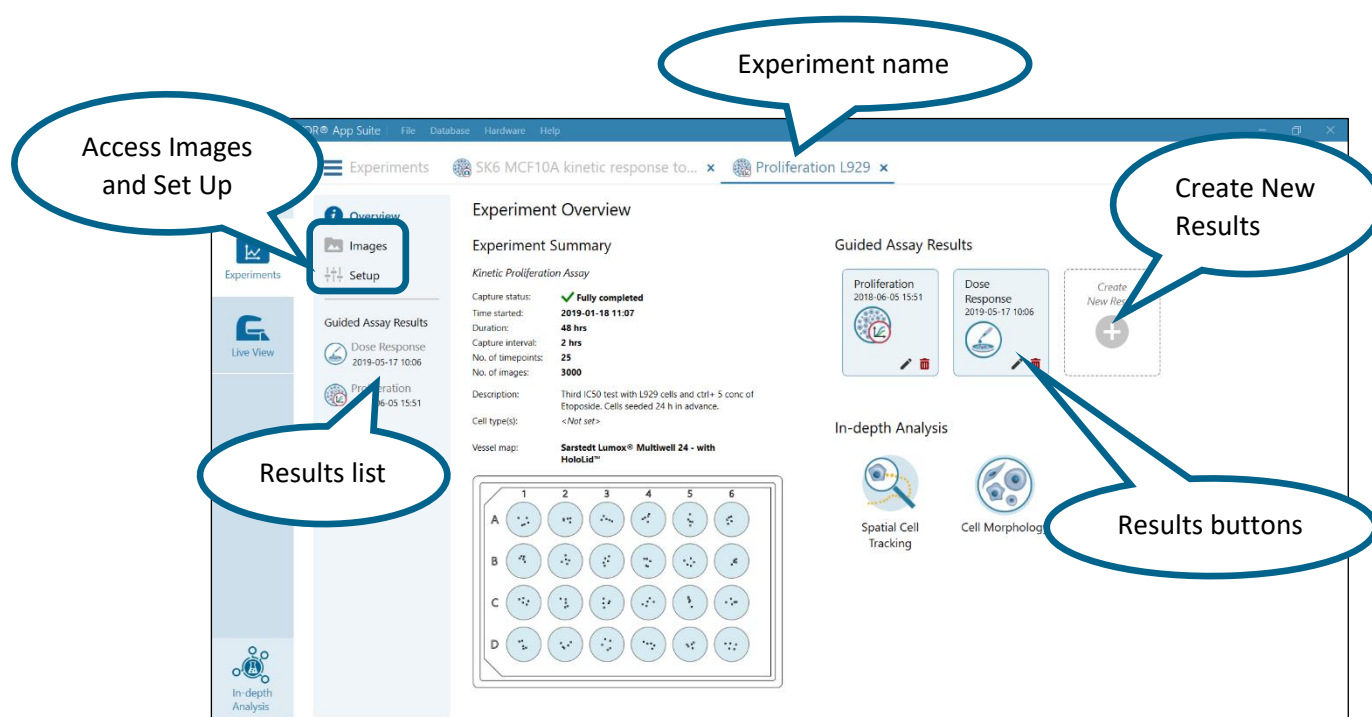 Experiment name
Access Images
and Set Up
Create New
Results
Results list
Results buttons
App Suite File Database Hardware Help
Experiments
SK6 MCF10A kinetic response to... x
Proliferation L929 x
Experiments
Live View
In-depth
Analysis
Overview
Images
Setup
Guided Assay Results
Dose Response
2019-05-17 10:06
15:51
Experiment Overview
Experiment Summary
Kinetic Proliferation Assay
Capture status: Fully completed
Time started: 2019-01-18 11:07
Duration: 48 hrs
Capture interval: 2 hrs
No. of timepoints: 25
No. of images: 3000
Description: Third IC50 test with L929 cells and ctrl+ 5 conc of
Etoposide. Cells seeded 24 h in advance.
Cell type(s): <Not set>
Vessel map: Sarstedt Lumox® Multiwell 24 - with
HoloLid™
1 2 3 4 5 6
A
B
C
D
Guided Assay Results
Proliferation
2018-06-05 15:51
Dose
Response
2019-05-17 10:06
Create
New
In-depth Analysis
Spatial Cell
Tracking
Cell Morphology